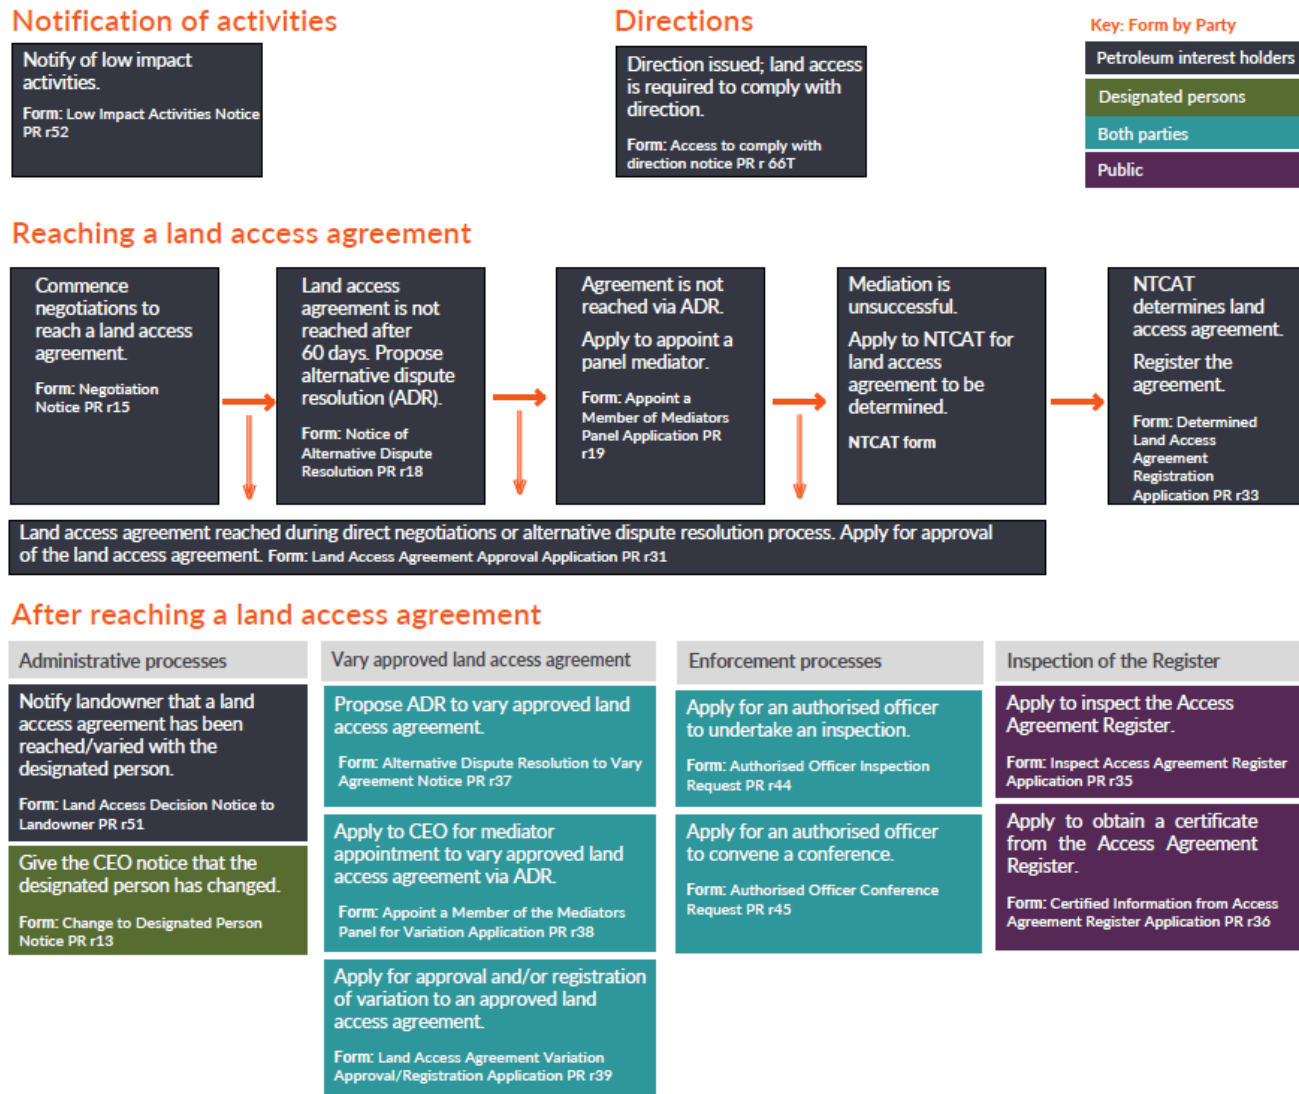 Notification of activities
Notify of low impact
activities.
Form: Low Impact Activities Notice
PR r52
Directions
Direction issued; land access
is required to comply with
direction.
Form: Access to comply with
direction notice PR r 66T
Key: Form by Party
Petroleum interest holders
Designated persons
Both parties
Public
Reaching a land access agreement
Commence
negotiations to
reach a land access
agreement.
Form: Negotiation
Notice PR r15
Land access
agreement is not
reached after
60 days. Propose
alternative dispute
resolution (ADR).
Form: Notice of
Alternative Dispute
Resolution PR r18
Agreement is not
reached via ADR.
Apply to appoint a
panel mediator.
Form: Appoint a
Member of Mediators
Panel Application PR
r19
Mediation is
unsuccessful.
Apply to NTCAT for
land access
agreement to be
determined.
NTCAT form
NTCAT
determines land
access agreement.
Register the
agreement.
Form: Determined
Land Access
Agreement
Registration
Application PR r33
Land access agreement reached during direct negotiations or alternative dispute resolution process. Apply for approval
of the land access agreement. Form: Land Access Agreement Approval Application PR r31
After reaching a land access agreement
Administrative processes
Notify landowner that a land
access agreement has been
reached/varied with the
designated person.
Form: Land Access Decision Notice to
Landowner PR r51
Give the CEO notice that the
designated person has changed.
Form: Change to Designated Person
Notice PR r13
Vary approved land access agreement
Propose ADR to vary approved land
access agreement.
Form: Alternative Dispute Resolution to Vary
Agreement Notice PR r37
Apply to CEO for mediator
appointment to vary approved land
access agreement via ADR.
Form: Appoint a Member of the Mediators
Panel for Variation Application PR r38
Apply for approval and/or registration
of variation to an approved land
access agreement.
Form: Land Access Agreement Variation
Approval/Registration Application PR r39
Enforcement processes
Apply for an authorised officer
to undertake an inspection.
Form: Authorised Officer Inspection
Request PR r44
Apply for an authorised officer
to convene a conference.
Form: Authorised Officer Conference
Request PR r45
Inspection of the Register
Apply to inspect the Access
Agreement Register.
Form: Inspect Access Agreement Register
Application PR r35
Apply to obtain a certificate
from the Access Agreement
Register.
Form: Certified Information from Access
Agreement Register Application PR r36